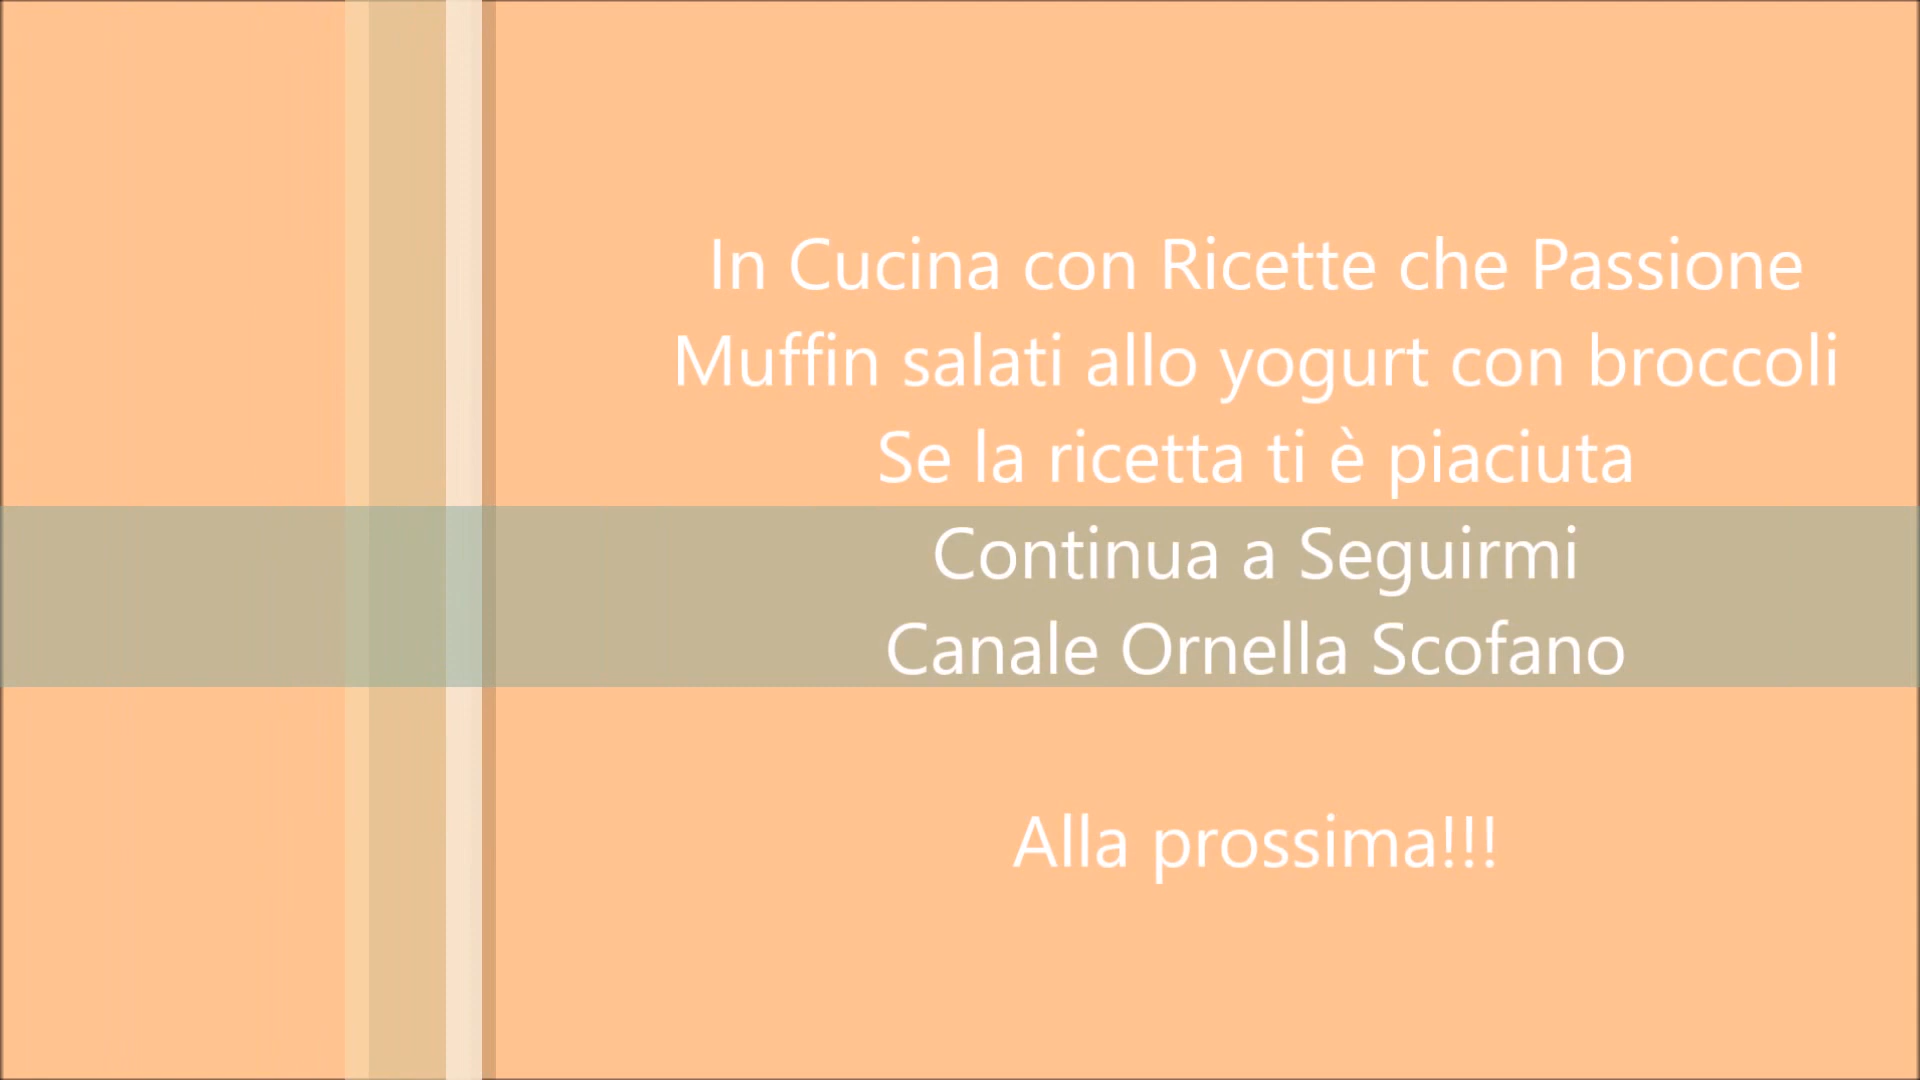 In Cucina con Ricette che Passione
Muffin salati allo yogurt con broccoli
Se la ricetta ti è piaciuta
Continua a Seguirmi
Canale Ornella Scofano
Alla prossima!!!